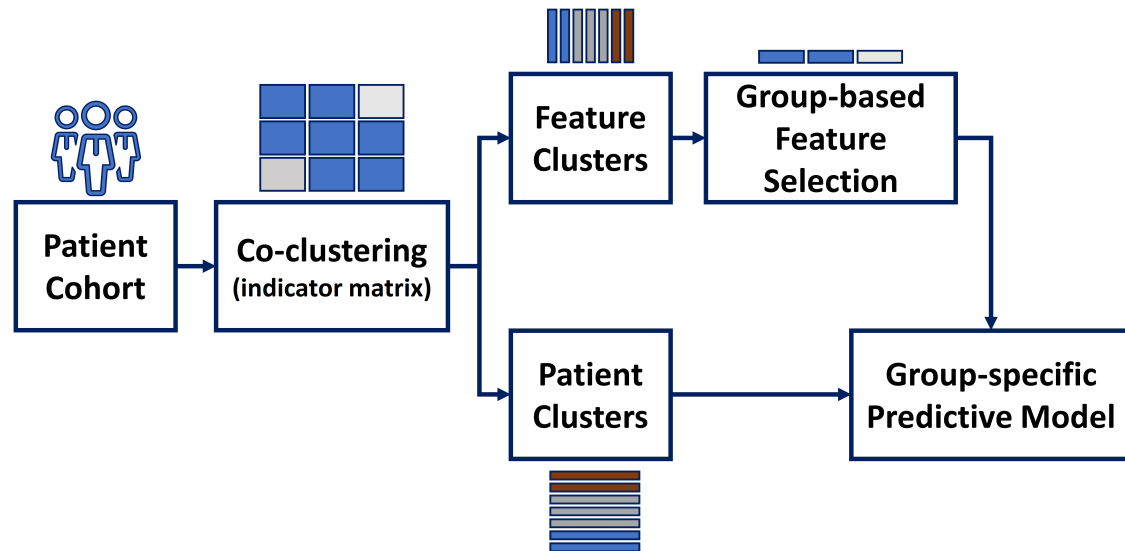 Patient
Cohort
Co-clustering
(indicator matrix)
Feature
Clusters
Group-based
Feature
Selection
Patient
Clusters
Group-specific
Predictive Model